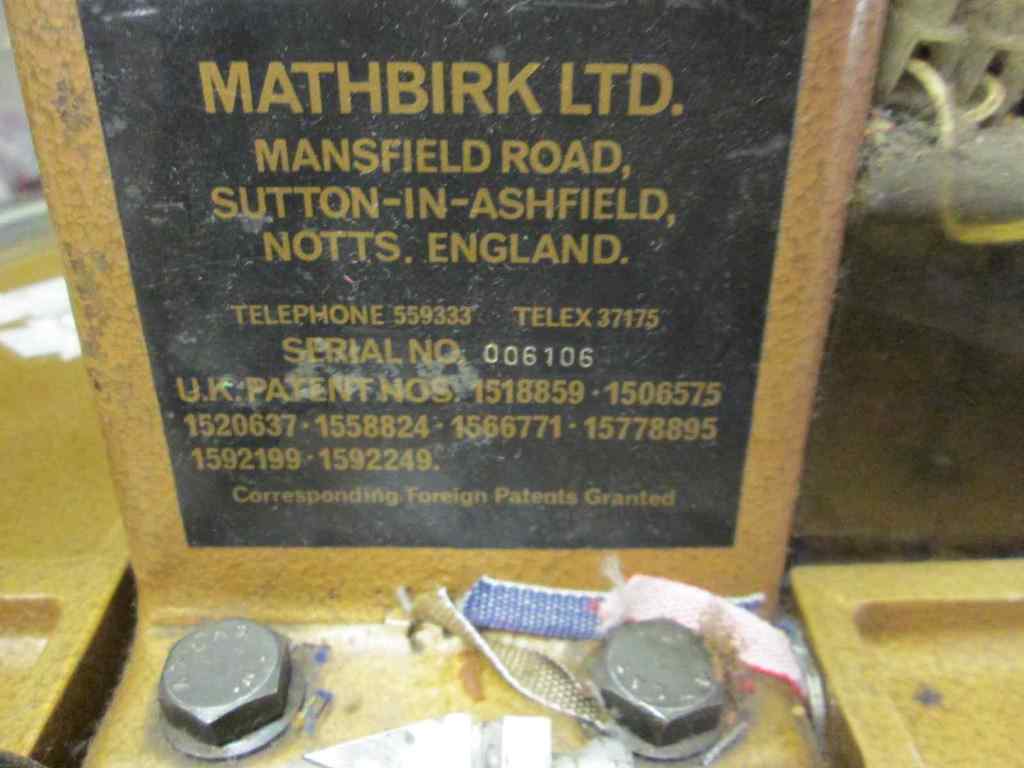 MATHBIRK LTD.
MANSFIELD ROAD,
SUTTON-IN-ASHFIELD,
NOTTS. ENGLAND.
TELEPHONE 559333 TELEX 37175
SERIAL NO. 006106
U.K. PATENT NOS. 1518859 · 1506575
1520637 · 1558824 · 1566771 · 15778895
1592199 · 1592249.
Corresponding Foreign Patents Granted